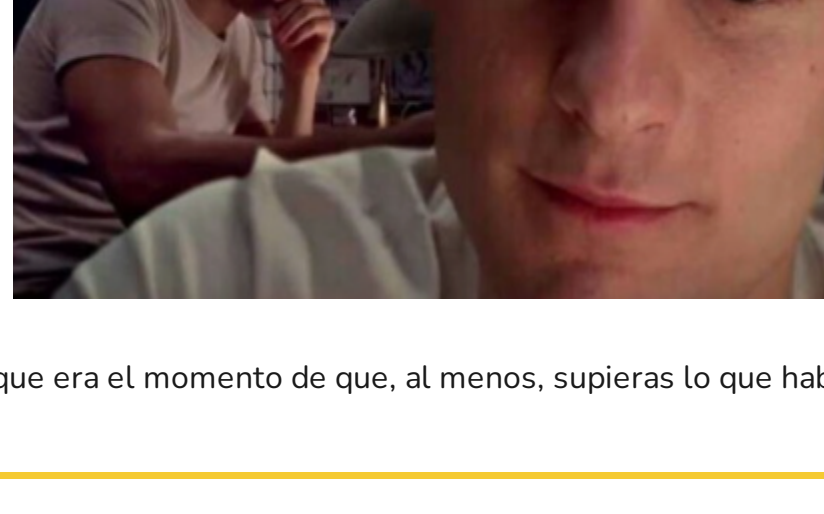 que era el momento de que, al menos, supieras lo que hab